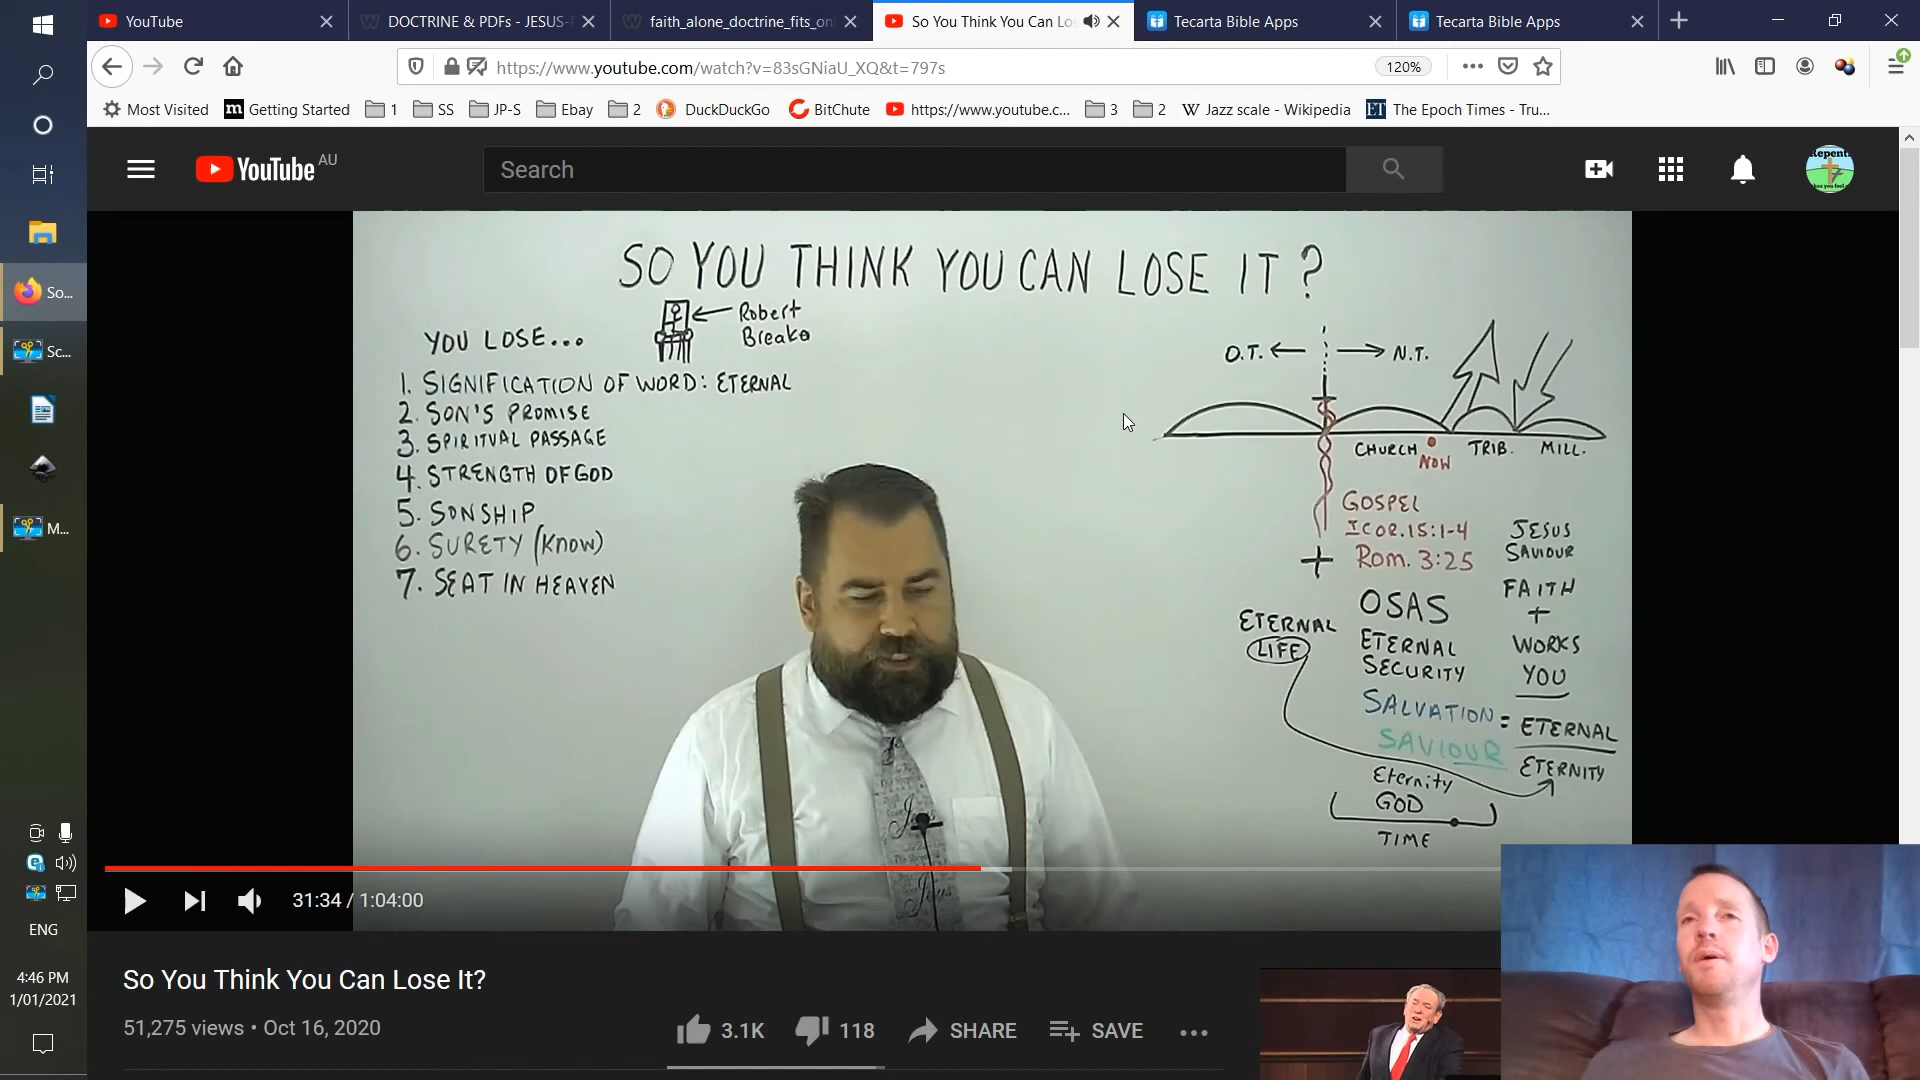 YouTube
DOCTRINE & PDFs - JESUS-
faith_alone_doctrine_fits_on
So You Think You Can Lo
Tecarta Bible Apps
Tecarta Bible Apps
https://www.youtube.com/watch?v=83sGNiaU_XQ&t=797s
120%
Most Visited
Getting Started
1
SS
JP-S
Ebay
2
DuckDuckGo
BitChute
https://www.youtube.c...
3
2
W Jazz scale - Wikipedia
ET The Epoch Times - Tru...
YouTube AU
Search
Repent
SO YOU THINK YOU CAN LOSE IT?
YOU LOSE...
Robert
Breake
1. SIGNIFICATION OF WORD: ETERNAL
2. SON'S PROMISE
3. SPIRITUAL PASSAGE
4. STRENGTH OF GOD
5. SONSHIP
6. SURETY (KNOW)
7. SEAT IN HEAVEN
O.T. ← → N.T.
CHURCH
NOW
TRIB.
MILL.
GOSPEL
I COR. 15:1-4
+ Rom. 3:25
OSAS
ETERNAL
SECURITY
SALVATION = ETERNAL
SAVIOUR
ETERNITY
JESUS
SAVIOUR
FAITH
+
WORKS
YOU
ETERNAL
LIFE
Eternity
GOD
TIME
Jesus
Jesus
31:34 / 1:04:00
So You Think You Can Lose It?
51,275 views • Oct 16, 2020
3.1K
118
SHARE
SAVE
So...
Sc...
M...
ENG
4:46 PM
1/01/2021